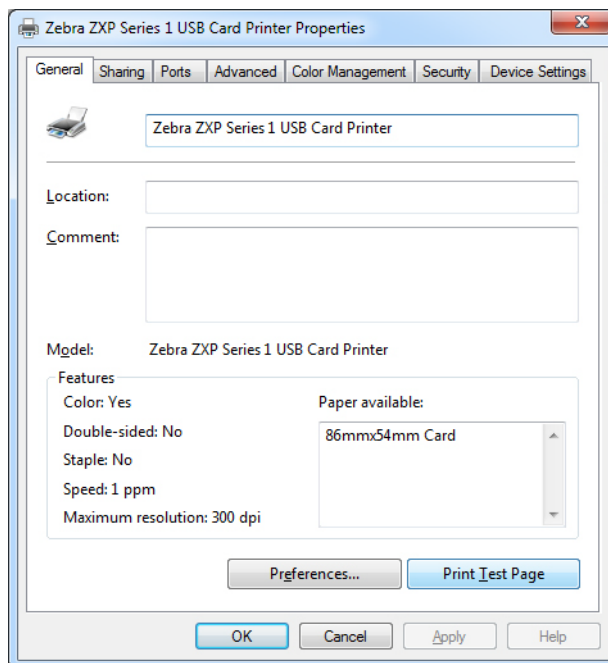 Zebra ZXP Series 1 USB Card Printer Properties
General Sharing Ports Advanced Color Management Security Device Settings
Zebra ZXP Series 1 USB Card Printer
Location:
Comment:
Model: Zebra ZXP Series 1 USB Card Printer
Features
Color: Yes Paper available:
Double-sided: No 86mmx54mm Card
Staple: No
Speed: 1 ppm
Maximum resolution: 300 dpi
Preferences... Print Test Page
OK Cancel Apply Help